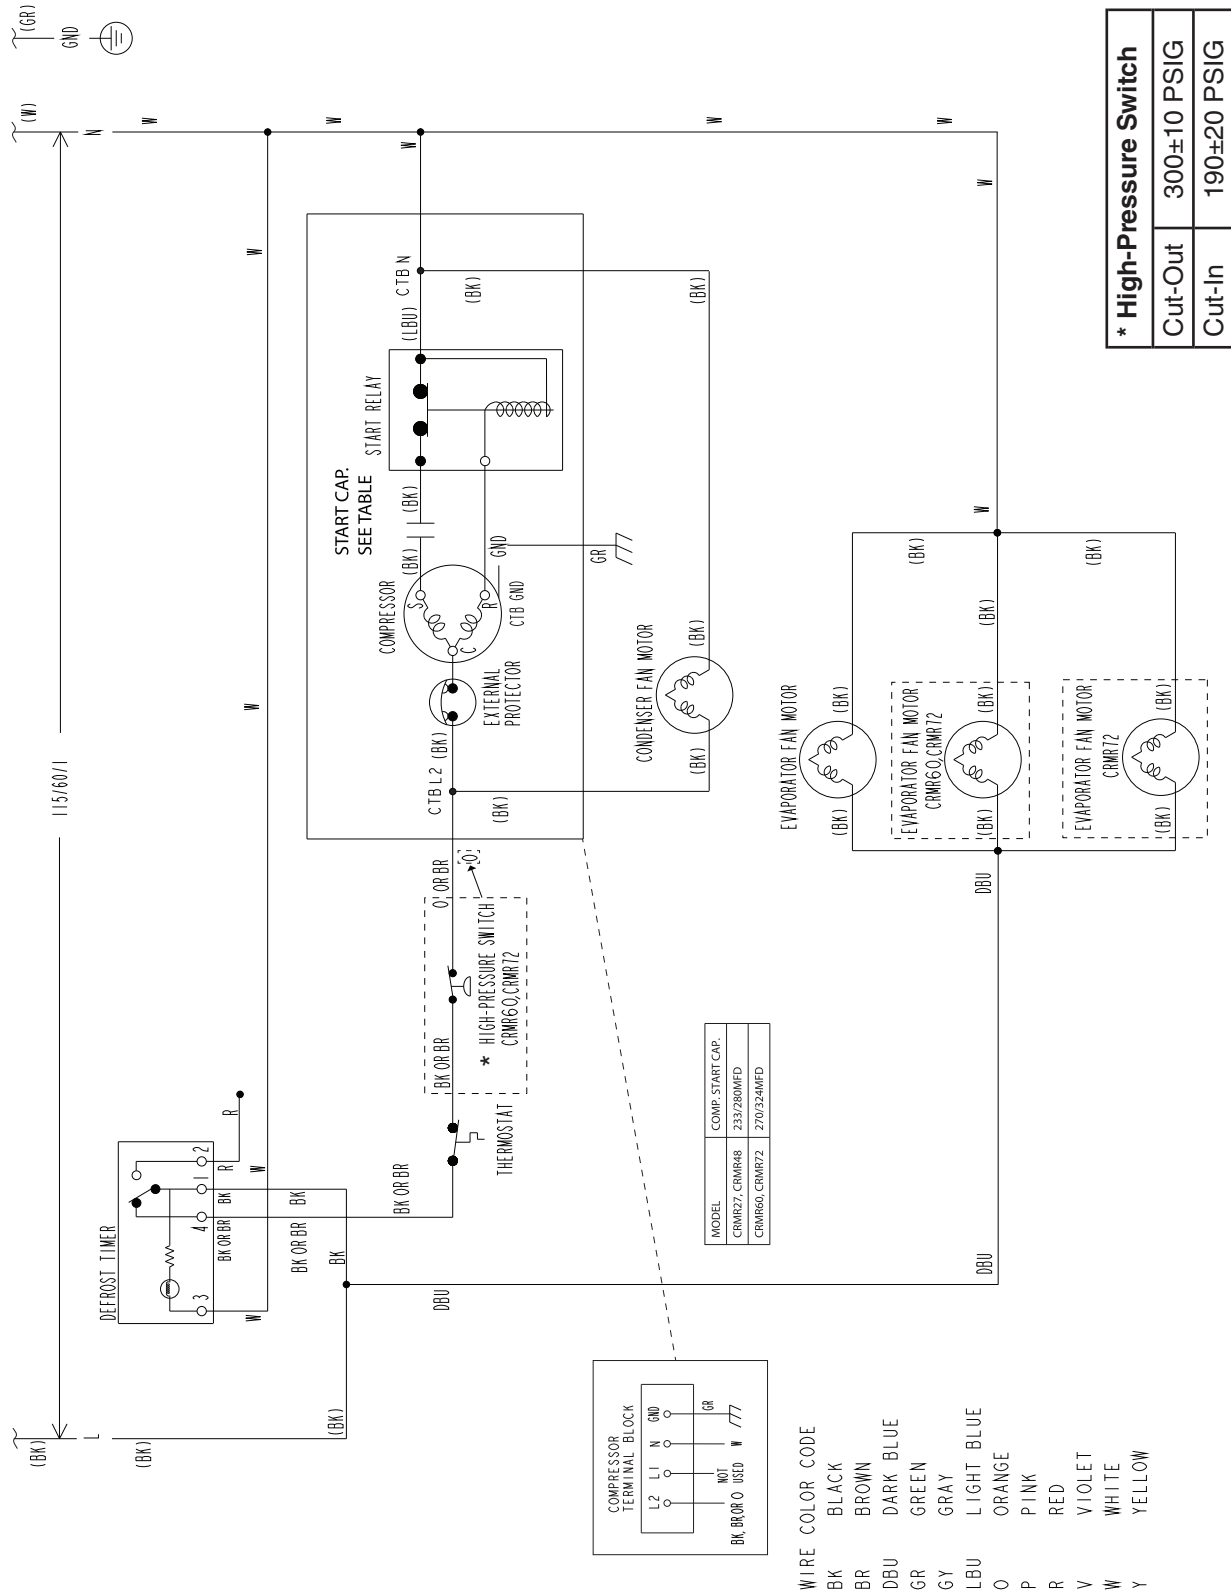 (BK)
L
(BK)
(BK)
115/60/1
(W)
N
W
(GR)
GND
DEFROST TIMER
3
4
1
2
W
BK OR BR
BK
R
R
W
BK OR BR
BK
BK
W
W
W
W
W
W
W
BK OR BR
THERMOSTAT
BK OR BR
* HIGH-PRESSURE SWITCH
CRMR60,CRMR72
O OR BR
O
CTB L2
(BK)
(BK)
EXTERNAL
PROTECTOR
COMPRESSOR
C
S
R
(BK)
(BK)
START CAP.
SEE TABLE
START RELAY
(LBU)
CTB N
(BK)
GND
CTB GND
GR
CONDENSER FAN MOTOR
(BK)
(BK)
(BK)
DBU
DBU
DBU
EVAPORATOR FAN MOTOR
(BK)
(BK)
(BK)
EVAPORATOR FAN MOTOR
CRMR60,CRMR72
(BK)
(BK)
(BK)
EVAPORATOR FAN MOTOR
CRMR72
(BK)
(BK)
(BK)
W
MODEL COMP. START CAP.
CRMR27, CRMR48 233/280MFD
CRMR60, CRMR72 270/324MFD
COMPRESSOR
TERMINAL BLOCK
L2 L1 N GND
BK, BR,OR O
NOT
USED
W
GR
WIRE COLOR CODE
BK BLACK
BR BROWN
DBU DARK BLUE
GR GREEN
GY GRAY
LBU LIGHT BLUE
O ORANGE
P PINK
R RED
V VIOLET
W WHITE
Y YELLOW
* High-Pressure Switch
Cut-Out 300±10 PSIG
Cut-In 190±20 PSIG